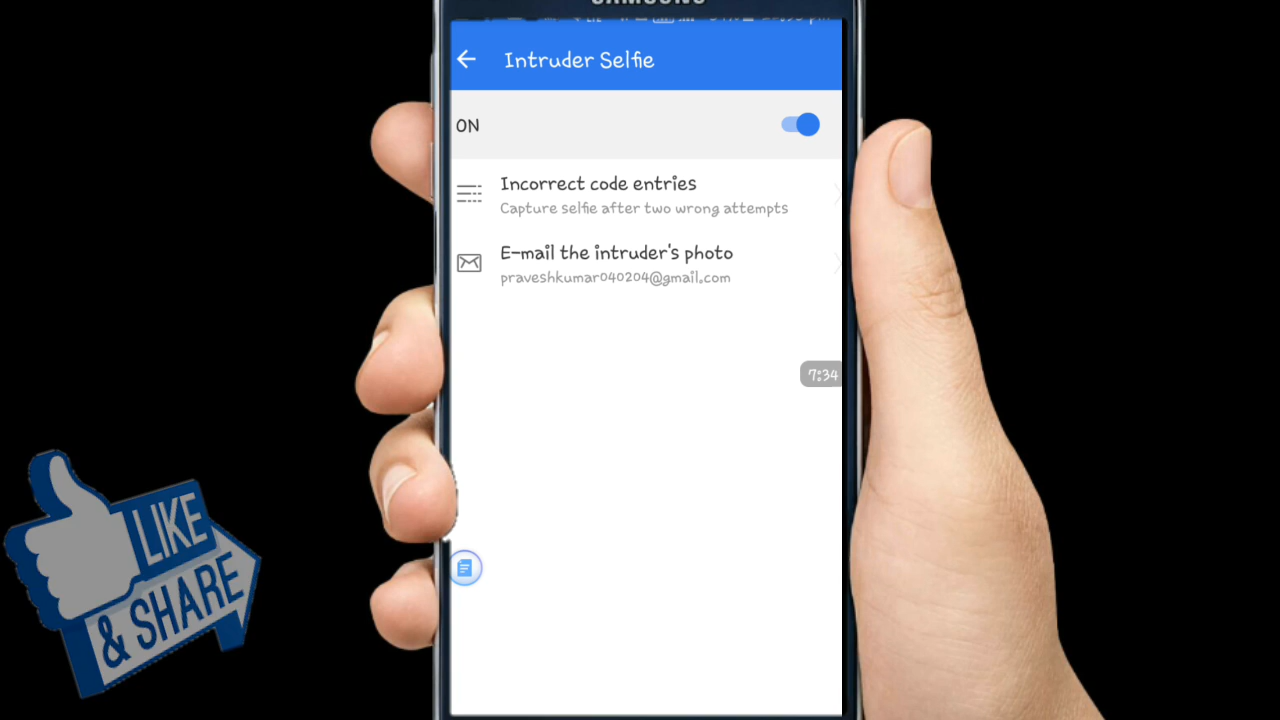 SAMSUNG
Intruder Selfie
ON
Incorrect code entries
Capture selfie after two wrong attempts
E-mail the intruder's photo
praveshkumar040204@gmail.com
7:34
LIKE
& SHARE